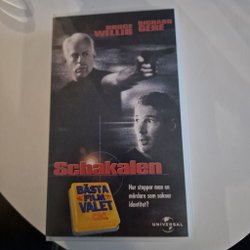 BRUCE WILLIS
RICHARD GERE
Schakalen
BÄSTA
FILM
VALET
Hur stoppar man en
mördare som saknar
identitet?
UNIVERSAL